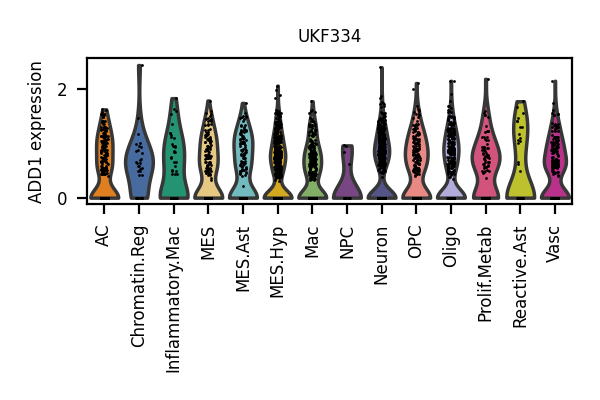 UKF334
ADD1 expression
2
0
AC
Chromatin.Reg
Inflammatory.Mac
MES
MES.Ast
MES.Hyp
Mac
NPC
Neuron
OPC
Oligo
Prolif.Metab
Reactive.Ast
Vasc